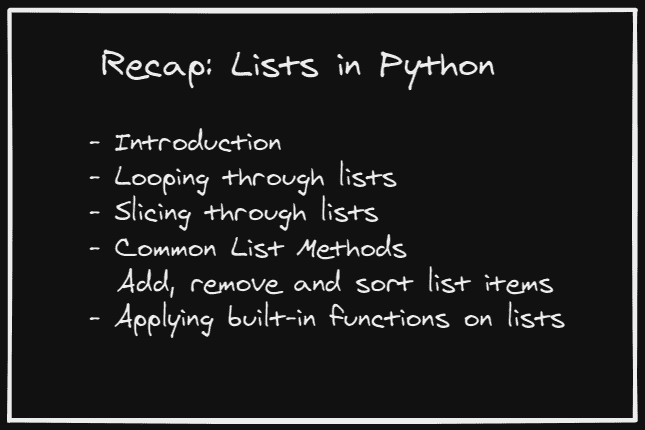 Recap: Lists in Python
- Introduction
- Looping through lists
- Slicing through lists
- Common List Methods
Add, remove and sort list items
- Applying built-in functions on lists